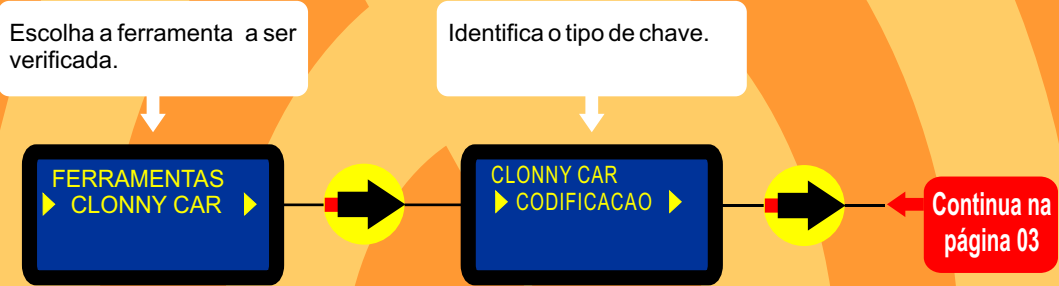 Escolha a ferramenta a ser
verificada.
Identifica o tipo de chave.
FERRAMENTAS
CLONNY CAR
CLONNY CAR
CODIFICACAO
Continua na
página 03